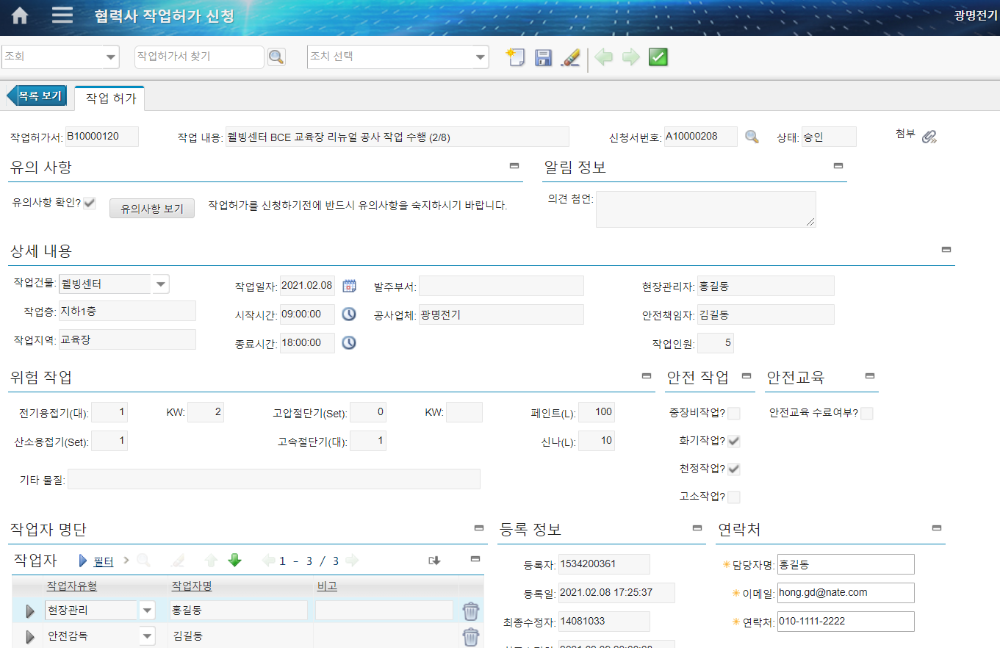 협력사 작업허가 신청 광명전기
조회 작업허가서 찾기 조치 선택
목록 보기 작업 허가
작업허가서: B10000120 작업 내용: 웰빙센터 BCE 교육장 리뉴얼 공사 작업 수행 (2/8) 신청서번호: A10000208 상태: 승인 첨부
유의 사항 알림 정보
유의사항 확인? 유의사항 보기 작업허가를 신청하기전에 반드시 유의사항을 숙지하시기 바랍니다. 의견 첨언:
상세 내용
작업건물: 웰빙센터 작업일자: 2021.02.08 발주부서: 현장관리자: 홍길동
작업층: 지하1층 시작시간: 09:00:00 공사업체: 광명전기 안전책임자: 김길동
작업지역: 교육장 종료시간: 18:00:00 작업인원: 5
위험 작업 안전 작업 안전교육
전기용접기(대): 1 KW: 2 고압절단기(Set): 0 KW: 페인트(L): 100 중장비작업? 안전교육 수료여부?
산소용접기(Set): 1 고속절단기(대): 1 신나(L): 10 화기작업?
천정작업?
기타 물질:
고소작업?
작업자 명단 등록 정보 연락처
작업자 필터 1 - 3 / 3 등록자: 1534200361 담당자명: 홍길동
작업자유형 작업자명 비고 등록일: 2021.02.08 17:25:37 이메일: hong.gd@nate.com
현장관리 홍길동 최종수정자: 14081033 연락처: 010-1111-2222
안전감독 김길동